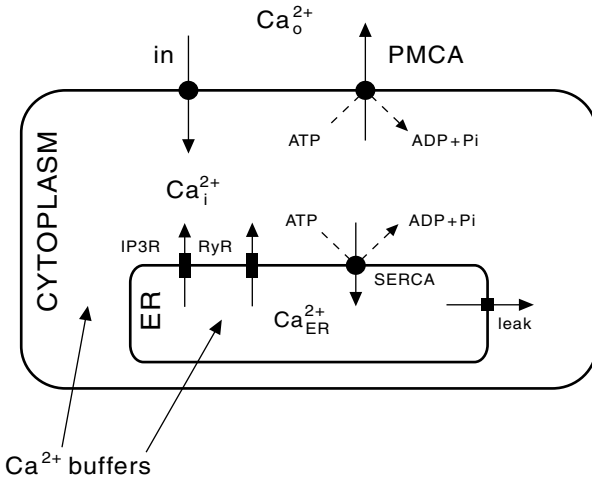 Ca²⁺ₒ
in
PMCA
ATP
ADP+Pi
CYTOPLASM
Ca²⁺ᵢ
IP3R
RyR
ATP
ADP+Pi
SERCA
ER
Ca²⁺ER
leak
Ca²⁺ buffers